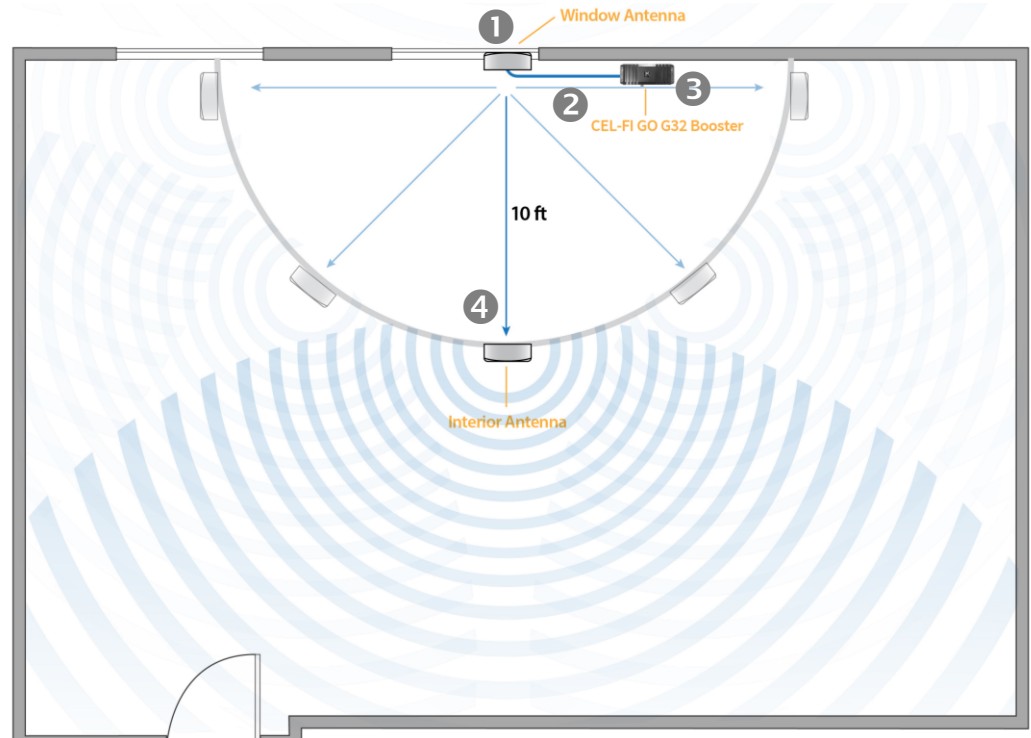 1
Window Antenna
2
3
CEL-FI GO G32 Booster
10 ft
4
Interior Antenna